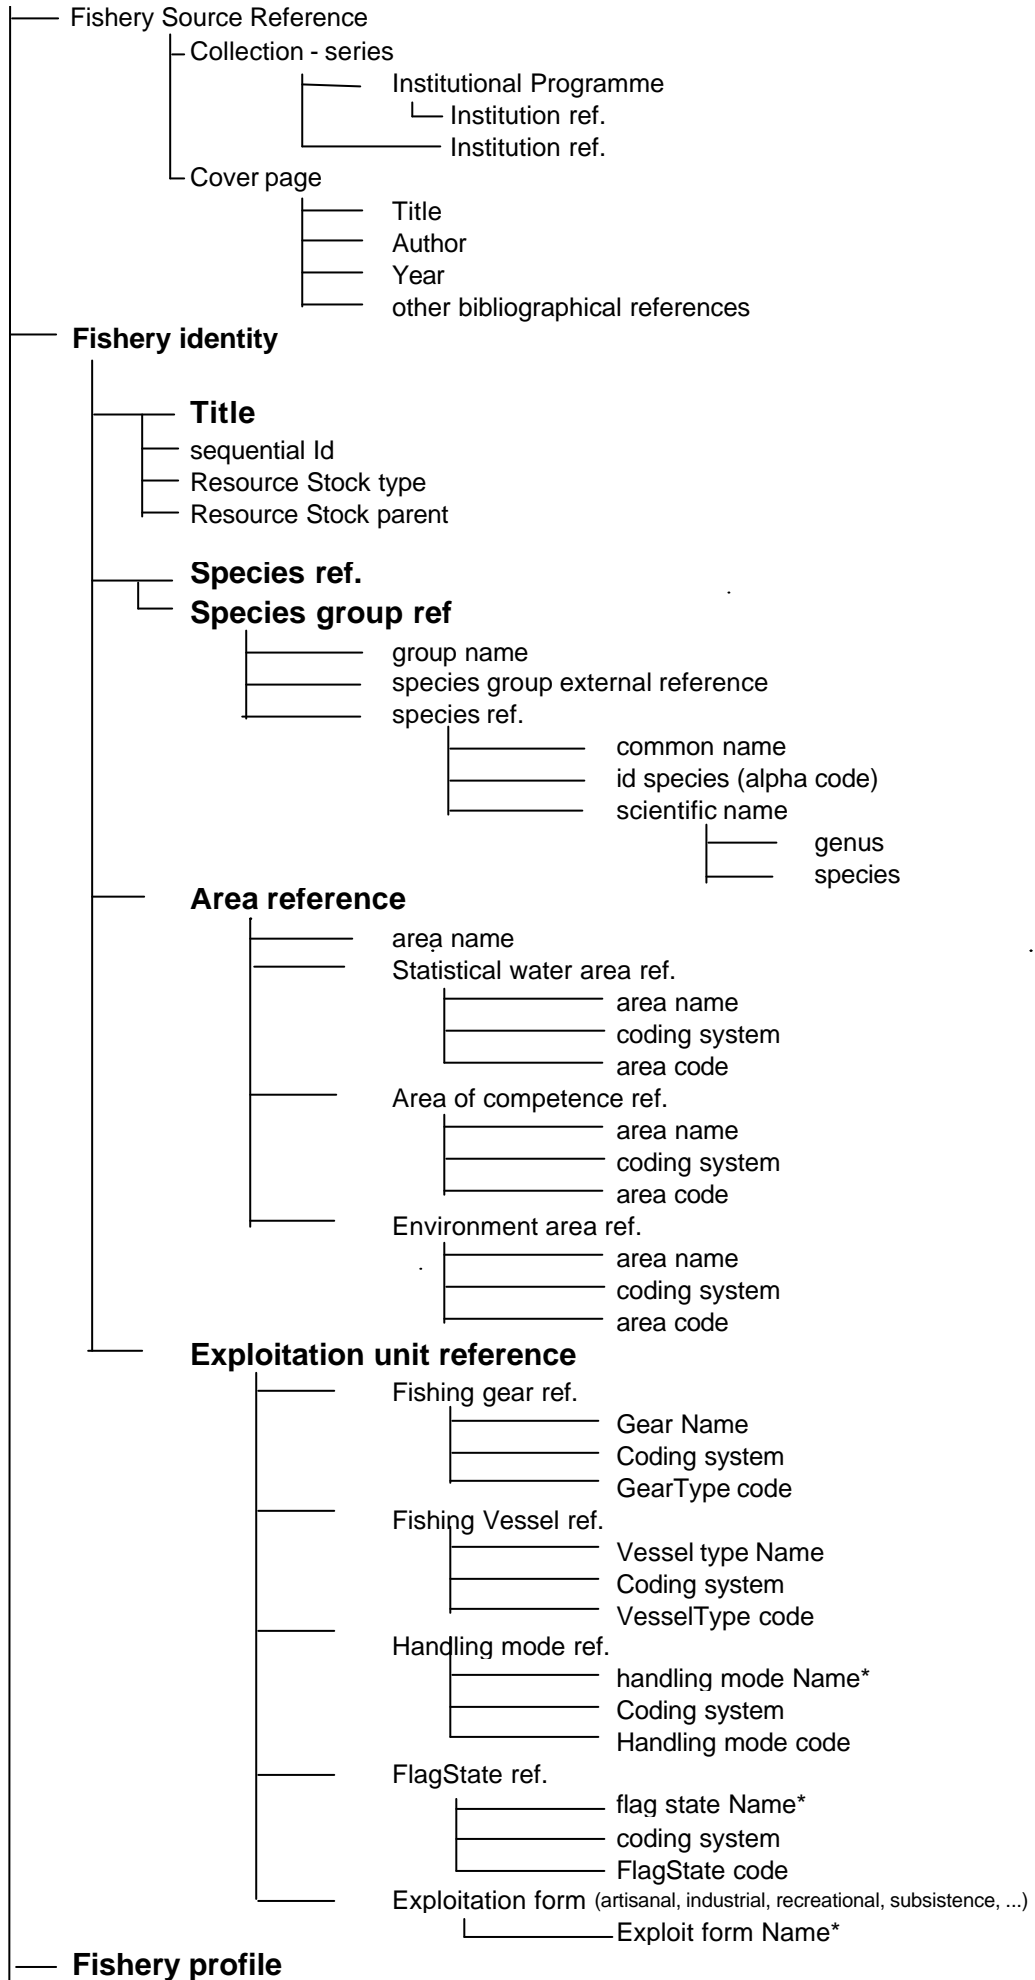 Fishery Source Reference
Collection - series
Institutional Programme
Institution ref.
Institution ref.
Cover page
Title
Author
Year
other bibliographical references
Fishery identity
Title
sequential Id
Resource Stock type
Resource Stock parent
Species ref.
Species group ref
group name
species group external reference
species ref.
common name
id species (alpha code)
scientific name
genus
species
Area reference
area name
Statistical water area ref.
area name
coding system
area code
Area of competence ref.
area name
coding system
area code
Environment area ref.
area name
coding system
area code
Exploitation unit reference
Fishing gear ref.
Gear Name
Coding system
GearType code
Fishing Vessel ref.
Vessel type Name
Coding system
VesselType code
Handling mode ref.
handling mode Name*
Coding system
Handling mode code
FlagState ref.
flag state Name*
coding system
FlagState code
Exploitation form (artisanal, industrial, recreational, subsistence, ...)
Exploit form Name*
Fishery profile